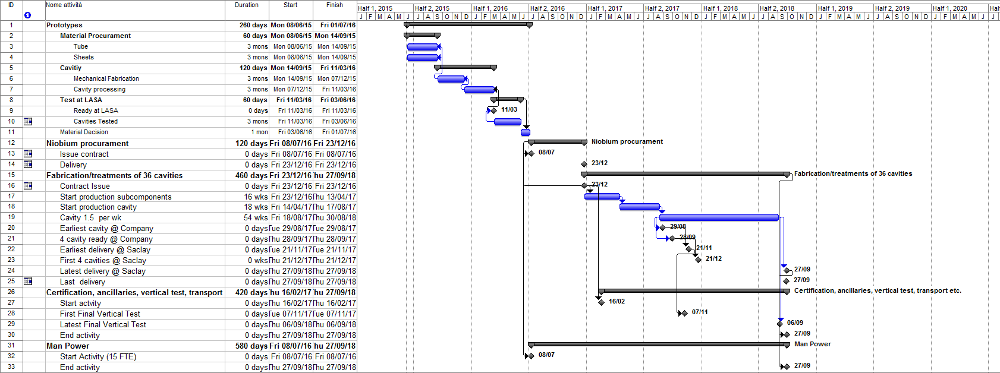 ID Nome attività Duration Start Finish
Half 1, 2015 Half 2, 2015 Half 1, 2016 Half 2, 2016 Half 1, 2017 Half 2, 2017 Half 1, 2018 Half 2, 2018 Half 1, 2019 Half 2, 2019 Half 1, 2020 Hal
J F M A M J J A S O N D J F M A M J J A S O N D J F M A M J J A S O N D J F M A M J J A S O N D J F M A M J J A S O N D J F M A M J J
1 Prototypes 260 days Mon 08/06/15 Fri 01/07/16
2 Material Procurament 60 days Mon 08/06/15 Mon 14/09/15
3 Tube 3 mons Mon 08/06/15 Mon 14/09/15
4 Sheets 3 mons Mon 08/06/15 Mon 14/09/15
5 Cavitiy 120 days Mon 14/09/15 Fri 11/03/16
6 Mechanical Fabrication 3 mons Mon 14/09/15 Mon 07/12/15
7 Cavity processing 3 mons Mon 07/12/15 Fri 11/03/16
8 Test at LASA 60 days Fri 11/03/16 Fri 03/06/16
9 Ready at LASA 0 days Fri 11/03/16 Fri 11/03/16 11/03
10 Cavities Tested 3 mons Fri 11/03/16 Fri 03/06/16
11 Material Decision 1 mon Fri 03/06/16 Fri 01/07/16
12 Niobium procurament 120 days Fri 08/07/16 Fri 23/12/16 Niobium procurament
13 Issue contract 0 days Fri 08/07/16 Fri 08/07/16 08/07
14 Delivery 0 days Fri 23/12/16 Fri 23/12/16 23/12
15 Fabrication/treatments of 36 cavities 460 days Fri 23/12/16 hu 27/09/18 Fabrication/treatments of 36 cavities
16 Contract Issue 0 days Fri 23/12/16 Fri 23/12/16 23/12
17 Start production subcomponents 16 wks Fri 23/12/16 Thu 13/04/17
18 Start production cavity 18 wks Fri 14/04/17 Thu 17/08/17
19 Cavity 1.5 per wk 54 wks Fri 18/08/17 Thu 30/08/18
20 Earliest cavity @ Company 0 days Tue 29/08/17 Tue 29/08/17 29/08
21 4 cavity ready @ Company 0 days Thu 28/09/17 Thu 28/09/17 28/09
22 Earliest delivery @ Saclay 0 days Tue 21/11/17 Tue 21/11/17 21/11
23 First 4 cavities @ Saclay 0 wks Thu 21/12/17 Thu 21/12/17 21/12
24 Latest delivery @ Saclay 0 days Thu 27/09/18 Thu 27/09/18 27/09
25 Last delivery 0 days Thu 27/09/18 Thu 27/09/18 27/09
26 Certification, ancillaries, vertical test, transport 420 days hu 16/02/17 hu 27/09/18 Certification, ancillaries, vertical test, transport etc.
27 Start actvity 0 days Thu 16/02/17 Thu 16/02/17 16/02
28 First Final Vertical Test 0 days Tue 07/11/17 Tue 07/11/17 07/11
29 Latest Final Vertical Test 0 days Thu 06/09/18 Thu 06/09/18 06/09
30 End activity 0 days Thu 27/09/18 Thu 27/09/18 27/09
31 Man Power 580 days Fri 08/07/16 hu 27/09/18 Man Power
32 Start Activity (15 FTE) 0 days Fri 08/07/16 Fri 08/07/16 08/07
33 End activity 0 days Thu 27/09/18 Thu 27/09/18 27/09